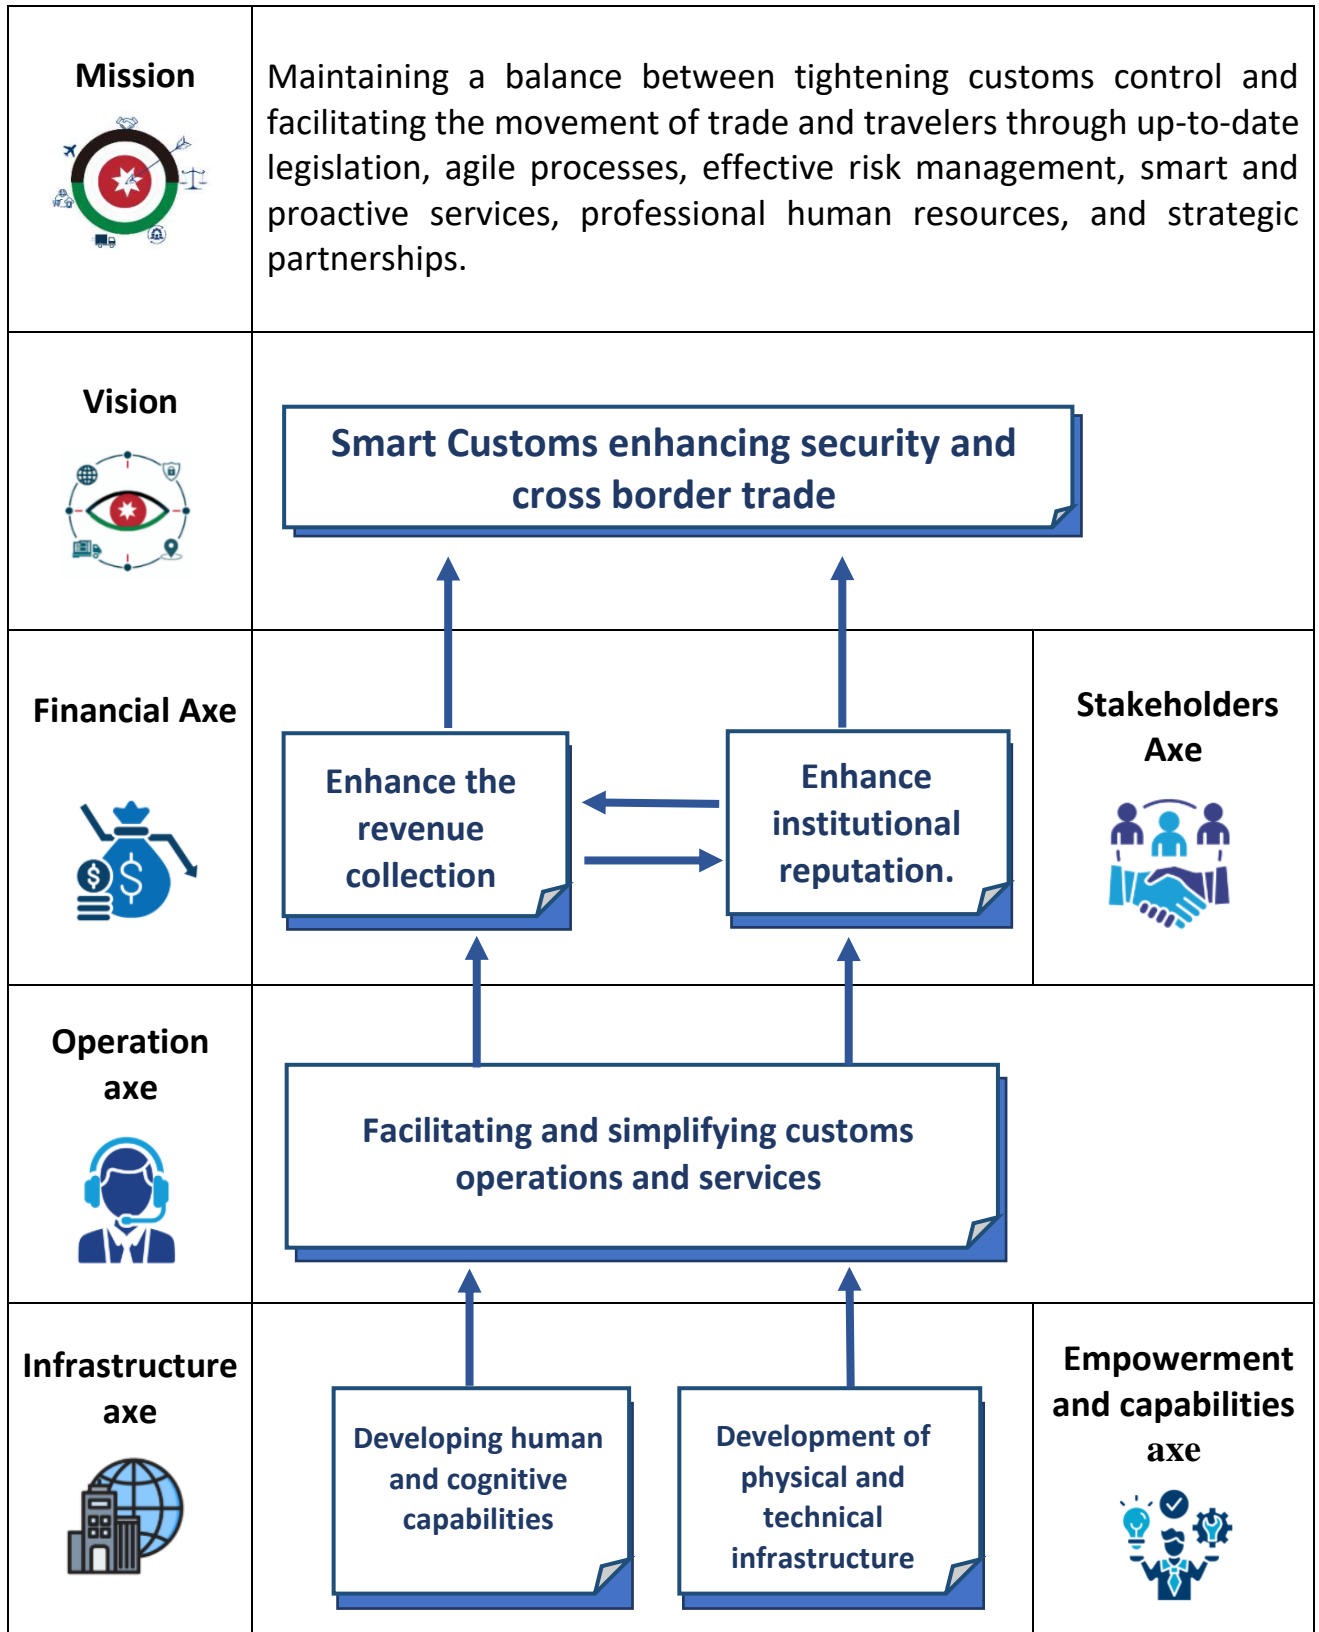 Mission
Maintaining a balance between tightening customs control and
facilitating the movement of trade and travelers through up-to-date
legislation, agile processes, effective risk management, smart and
proactive services, professional human resources, and strategic
partnerships.
Vision
Smart Customs enhancing security and
cross border trade
Financial Axe
Enhance the
revenue
collection
Enhance
institutional
reputation.
Stakeholders
Axe
Operation
axe
Facilitating and simplifying customs
operations and services
Infrastructure
axe
Developing human
and cognitive
capabilities
Development of
physical and
technical
infrastructure
Empowerment
and capabilities
axe